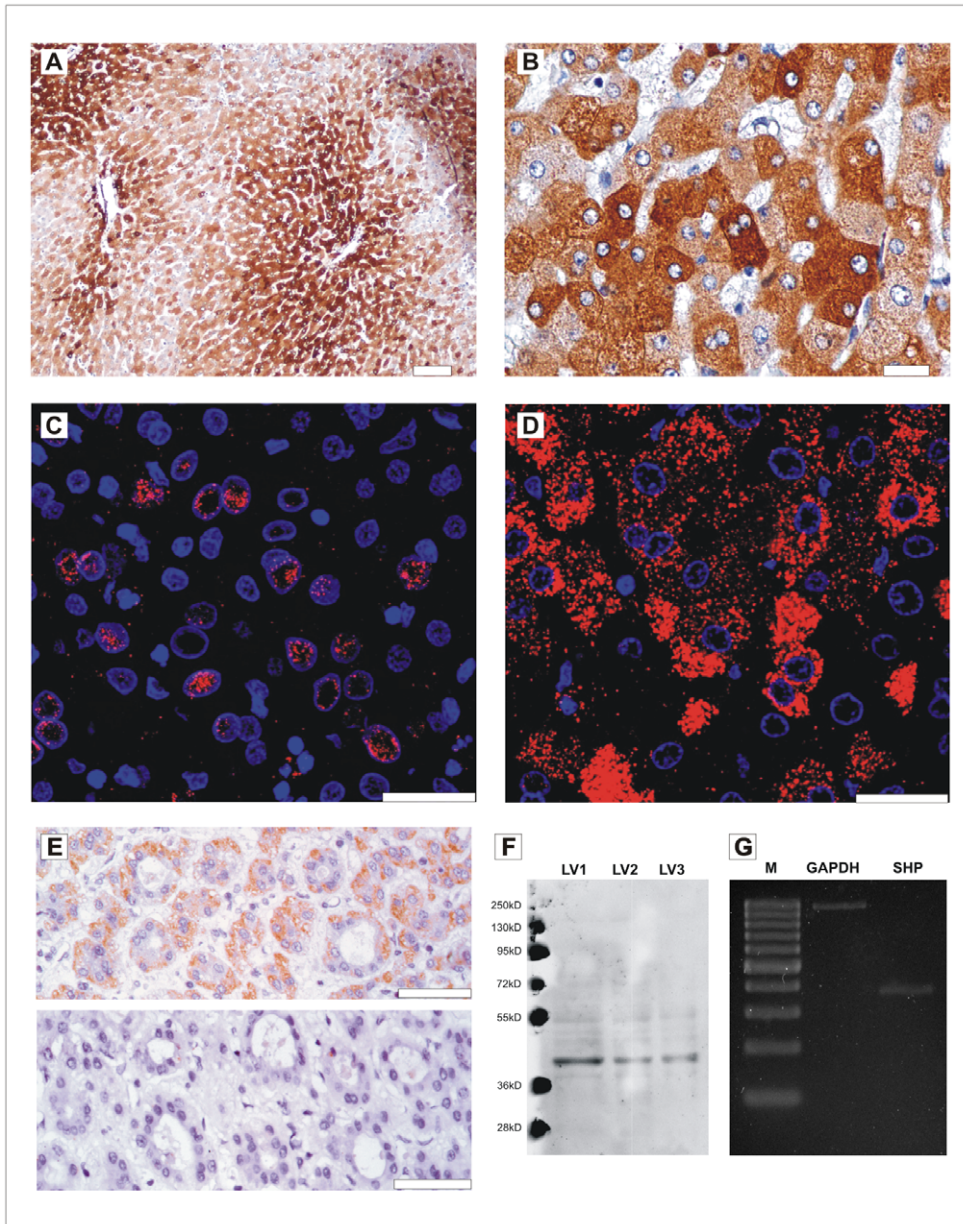 A
B
C
D
E
F
G
LV1 LV2 LV3
250kD
130kD
95kD
72kD
55kD
36kD
28kD
M GAPDH SHP